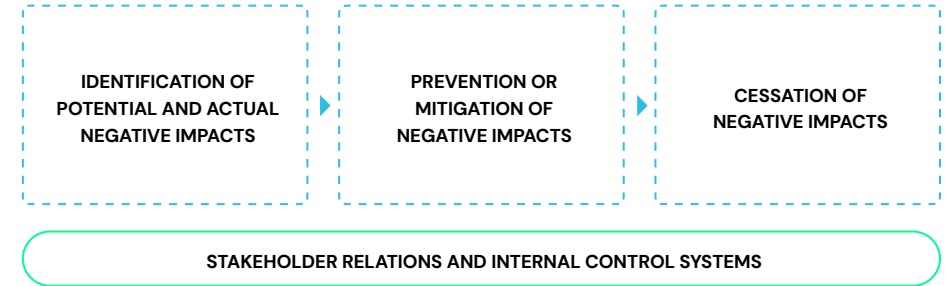 IDENTIFICATION OF
POTENTIAL AND ACTUAL
NEGATIVE IMPACTS
PREVENTION OR
MITIGATION OF
NEGATIVE IMPACTS
CESSATION OF
NEGATIVE IMPACTS
STAKEHOLDER RELATIONS AND INTERNAL CONTROL SYSTEMS